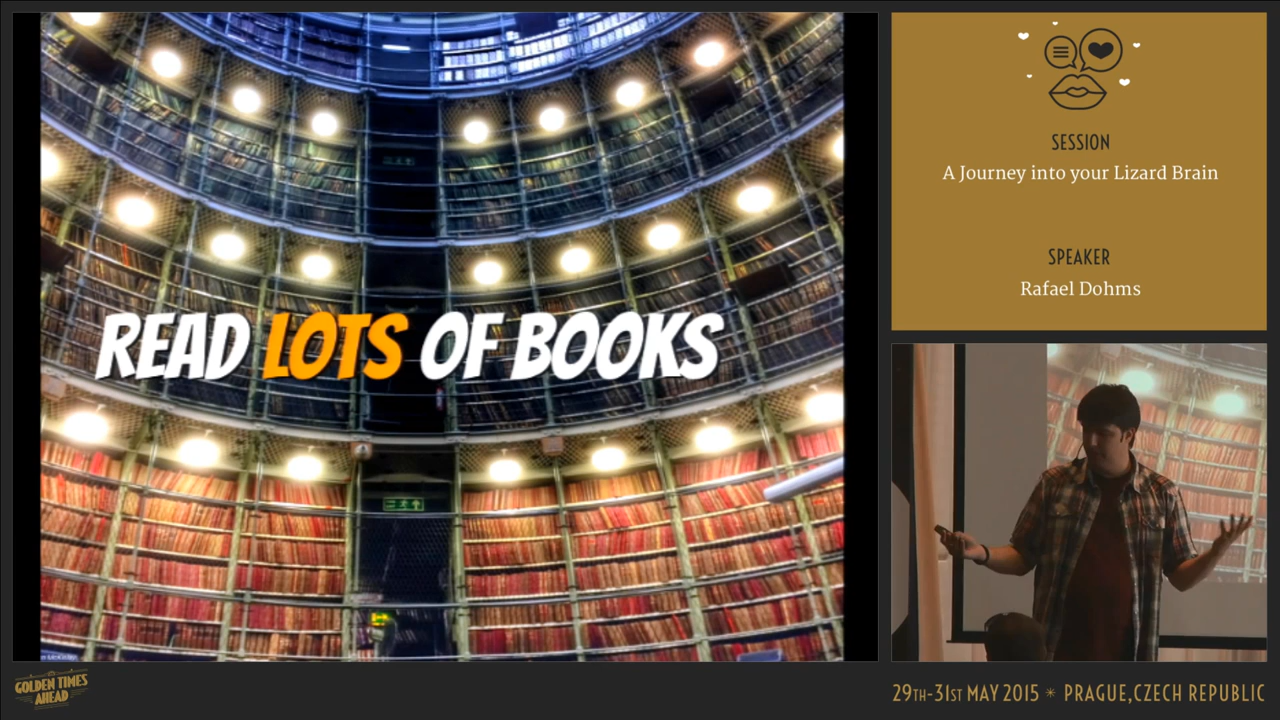 READ LOTS OF BOOKS
SESSION
A Journey into your Lizard Brain
SPEAKER
Rafael Dohms
GOLDEN TIMES
AHEAD
29TH-31ST MAY 2015 * PRAGUE,CZECH REPUBLIC